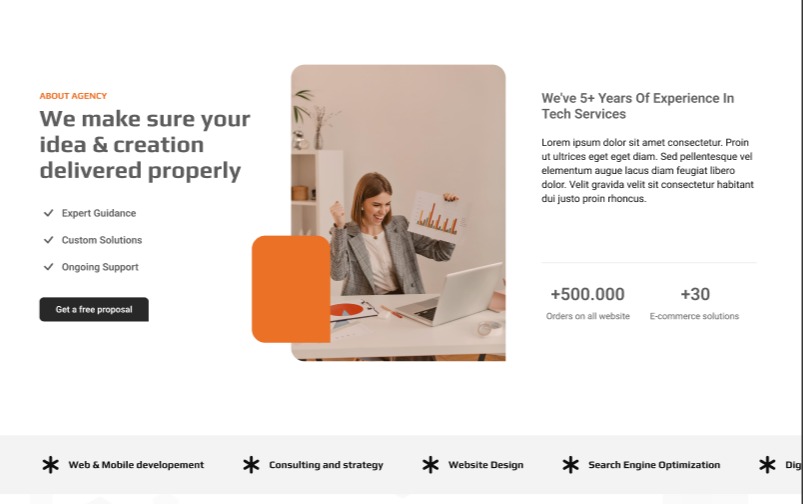 ABOUT AGENCY
We make sure your
idea & creation
delivered properly
Expert Guidance
Custom Solutions
Ongoing Support
Get a free proposal
We've 5+ Years Of Experience In
Tech Services
Lorem ipsum dolor sit amet consectetur. Proin
ut ultrices eget eget diam. Sed pellentesque vel
elementum augue lacus diam feugiat libero
dolor. Velit gravida velit sit consectetur habitant
dui justo proin rhoncus.
+500.000
Orders on all website
+30
E-commerce solutions
Web & Mobile developement
Consulting and strategy
Website Design
Search Engine Optimization
Dig